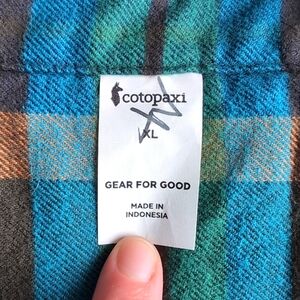 cotopaxi
XL
GEAR FOR GOOD
MADE IN
INDONESIA